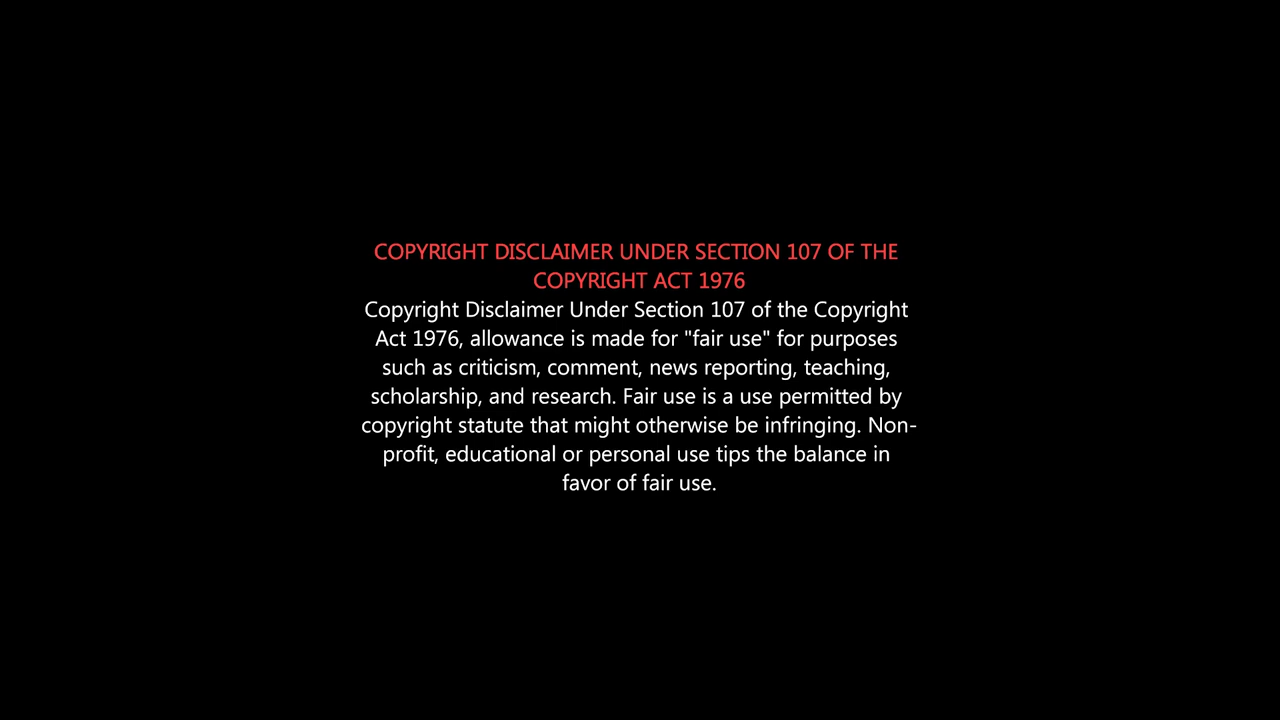 COPYRIGHT DISCLAIMER UNDER SECTION 107 OF THE
COPYRIGHT ACT 1976
Copyright Disclaimer Under Section 107 of the Copyright
Act 1976, allowance is made for "fair use" for purposes
such as criticism, comment, news reporting, teaching,
scholarship, and research. Fair use is a use permitted by
copyright statute that might otherwise be infringing. Non-
profit, educational or personal use tips the balance in
favor of fair use.